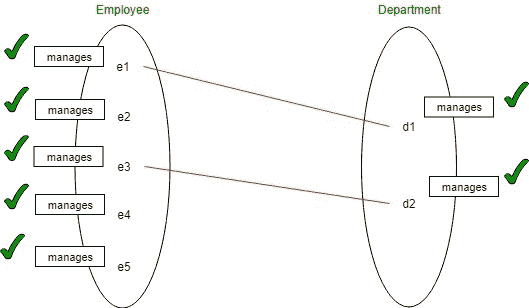 Employee
Department
manages
e1
manages
e2
manages
e3
manages
e4
manages
e5
manages
d1
manages
d2